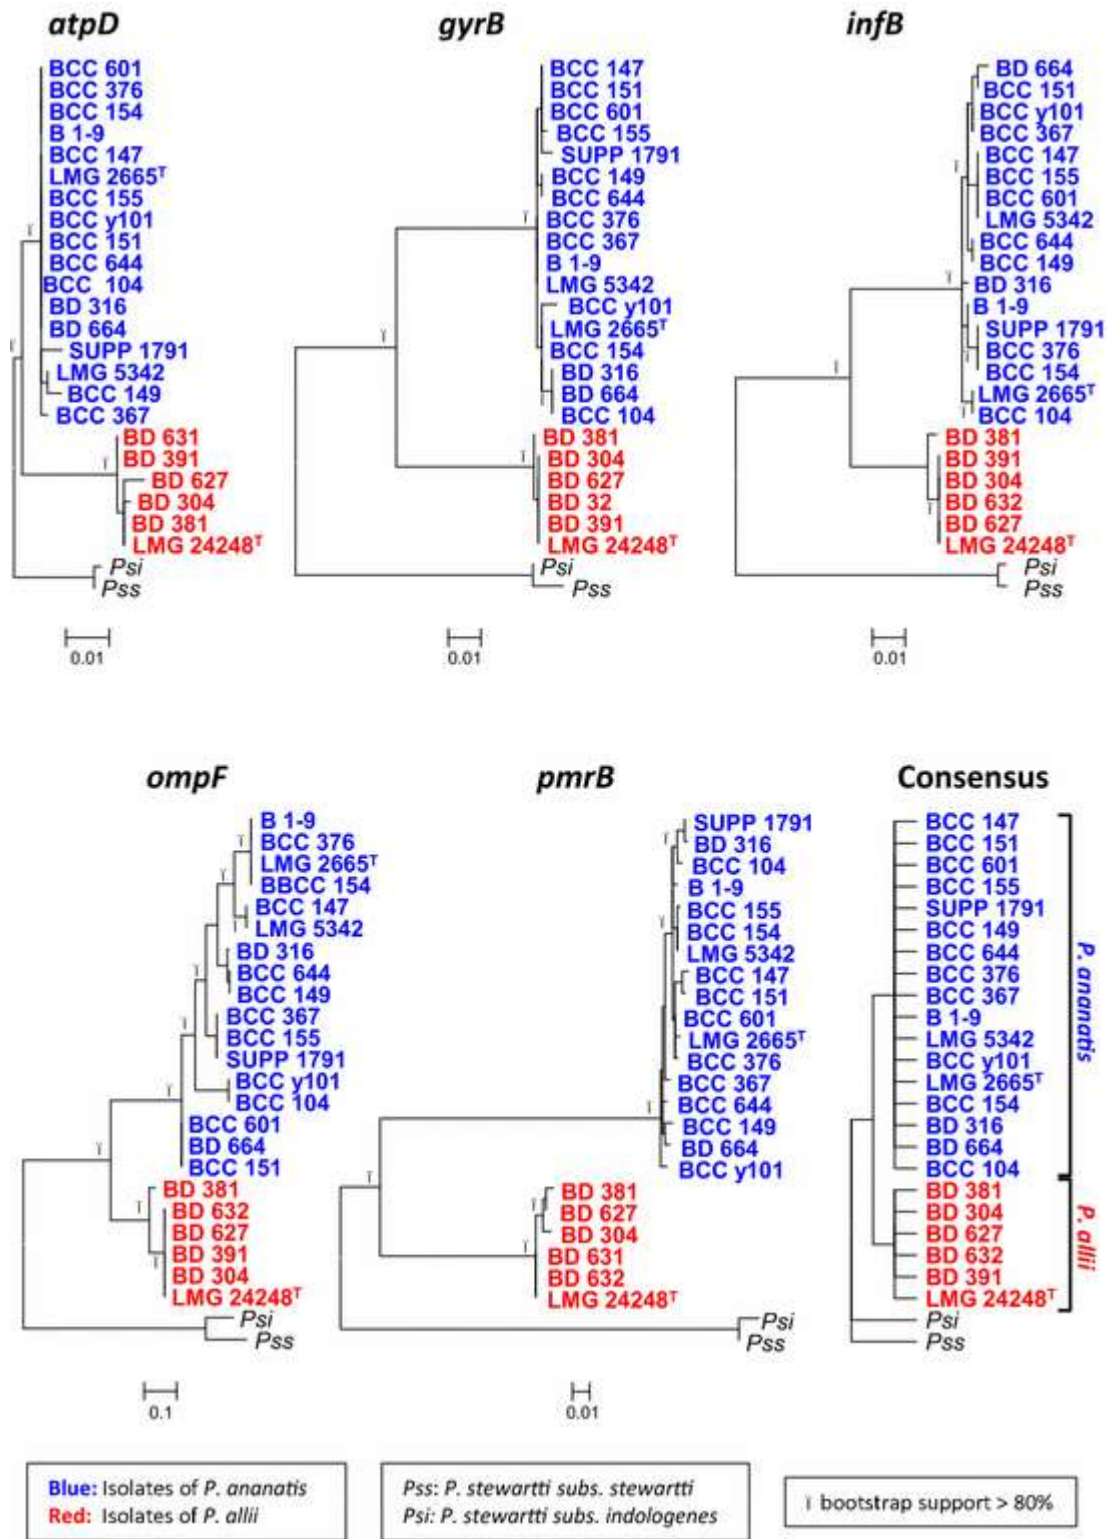 atpD
BCC 601
BCC 376
BCC 154
B 1-9
BCC 147
LMG 2665ᵀ
BCC 155
BCC y101
BCC 151
BCC 644
BCC 104
BD 316
BD 664
SUPP 1791
LMG 5342
BCC 149
BCC 367
BD 631
BD 391
BD 627
BD 304
BD 381
LMG 24248ᵀ
Psi
Pss
0.01
gyrB
BCC 147
BCC 151
BCC 601
BCC 155
SUPP 1791
BCC 149
BCC 644
BCC 376
BCC 367
B 1-9
LMG 5342
BCC y101
LMG 2665ᵀ
BCC 154
BD 316
BD 664
BCC 104
BD 381
BD 304
BD 627
BD 32
BD 391
LMG 24248ᵀ
Psi
Pss
0.01
infB
BD 664
BCC 151
BCC y101
BCC 367
BCC 147
BCC 155
BCC 601
LMG 5342
BCC 644
BCC 149
BD 316
B 1-9
SUPP 1791
BCC 376
BCC 154
LMG 2665ᵀ
BCC 104
BD 381
BD 391
BD 304
BD 632
BD 627
LMG 24248ᵀ
Psi
Pss
0.01
ompF
B 1-9
BCC 376
LMG 2665ᵀ
BBCC 154
BCC 147
LMG 5342
BD 316
BCC 644
BCC 149
BCC 367
BCC 155
SUPP 1791
BCC y101
BCC 104
BCC 601
BD 664
BCC 151
BD 381
BD 632
BD 627
BD 391
BD 304
LMG 24248ᵀ
Psi
Pss
0.1
pmrB
SUPP 1791
BD 316
BCC 104
B 1-9
BCC 155
BCC 154
LMG 5342
BCC 147
BCC 151
BCC 601
LMG 2665ᵀ
BCC 376
BCC 367
BCC 644
BCC 149
BD 664
BCC y101
BD 381
BD 627
BD 304
BD 631
BD 632
LMG 24248ᵀ
Psi
Pss
0.01
Consensus
BCC 147
BCC 151
BCC 601
BCC 155
SUPP 1791
BCC 149
BCC 644
BCC 376
BCC 367
B 1-9
LMG 5342
BCC y101
LMG 2665ᵀ
BCC 154
BD 316
BD 664
BCC 104
BD 381
BD 304
BD 627
BD 632
BD 391
LMG 24248ᵀ
Psi
Pss
P. ananatis
P. allii
Blue: Isolates of P. ananatis
Red: Isolates of P. allii
Pss: P. stewartti subs. stewartti
Psi: P. stewartti subs. indologenes
ϊ bootstrap support > 80%